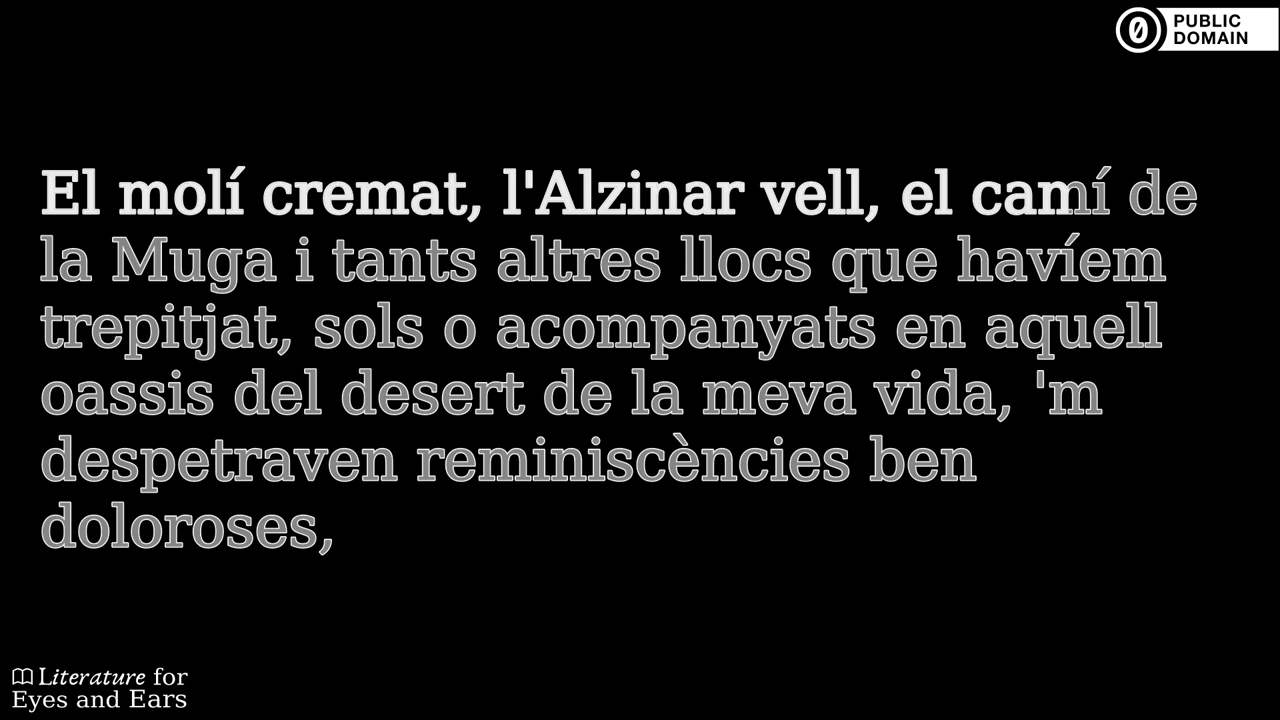 PUBLIC
DOMAIN
El molí cremat, l'Alzinar vell, el camí de
la Muga i tants altres llocs que havíem
trepitjat, sols o acompanyats en aquell
oassis del desert de la meva vida, 'm
despetraven reminiscències ben
doloroses,
Literature for
Eyes and Ears